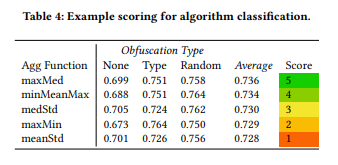 Table 4: Example scoring for algorithm classification.
Obfuscation Type
Agg Function None Type Random Average Score
maxMed 0.699 0.751 0.758 0.736 5
minMeanMax 0.688 0.751 0.764 0.734 4
medStd 0.705 0.724 0.762 0.730 3
maxMin 0.673 0.764 0.750 0.729 2
meanStd 0.701 0.726 0.756 0.728 1